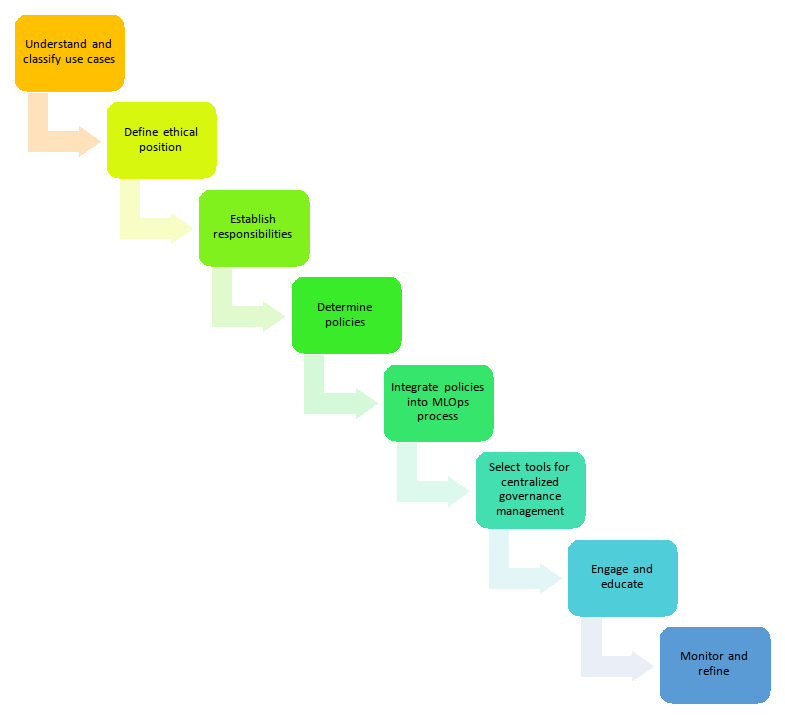 Understand and
classify use cases
Define ethical
position
Establish
responsibilities
Determine
policies
Integrate policies
into MLOps
process
Select tools for
centralized
governance
management
Engage and
educate
Monitor and
refine